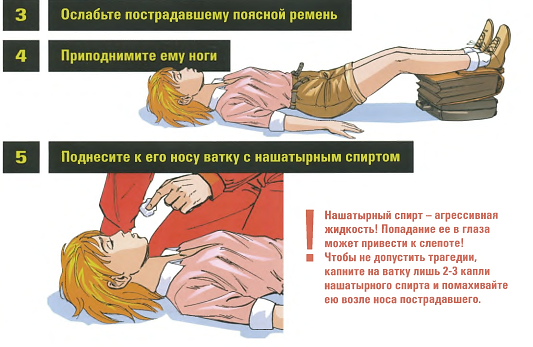 3 Ослабьте пострадавшему поясной ремень
4 Приподнимите ему ноги
5 Поднесите к его носу ватку с нашатырным спиртом
! Нашатырный спирт – агрессивная
жидкость! Попадание ее в глаза
может привести к слепоте!
Чтобы не допустить трагедии,
капните на ватку лишь 2-3 капли
нашатырного спирта и помахивайте
ею возле носа пострадавшего.